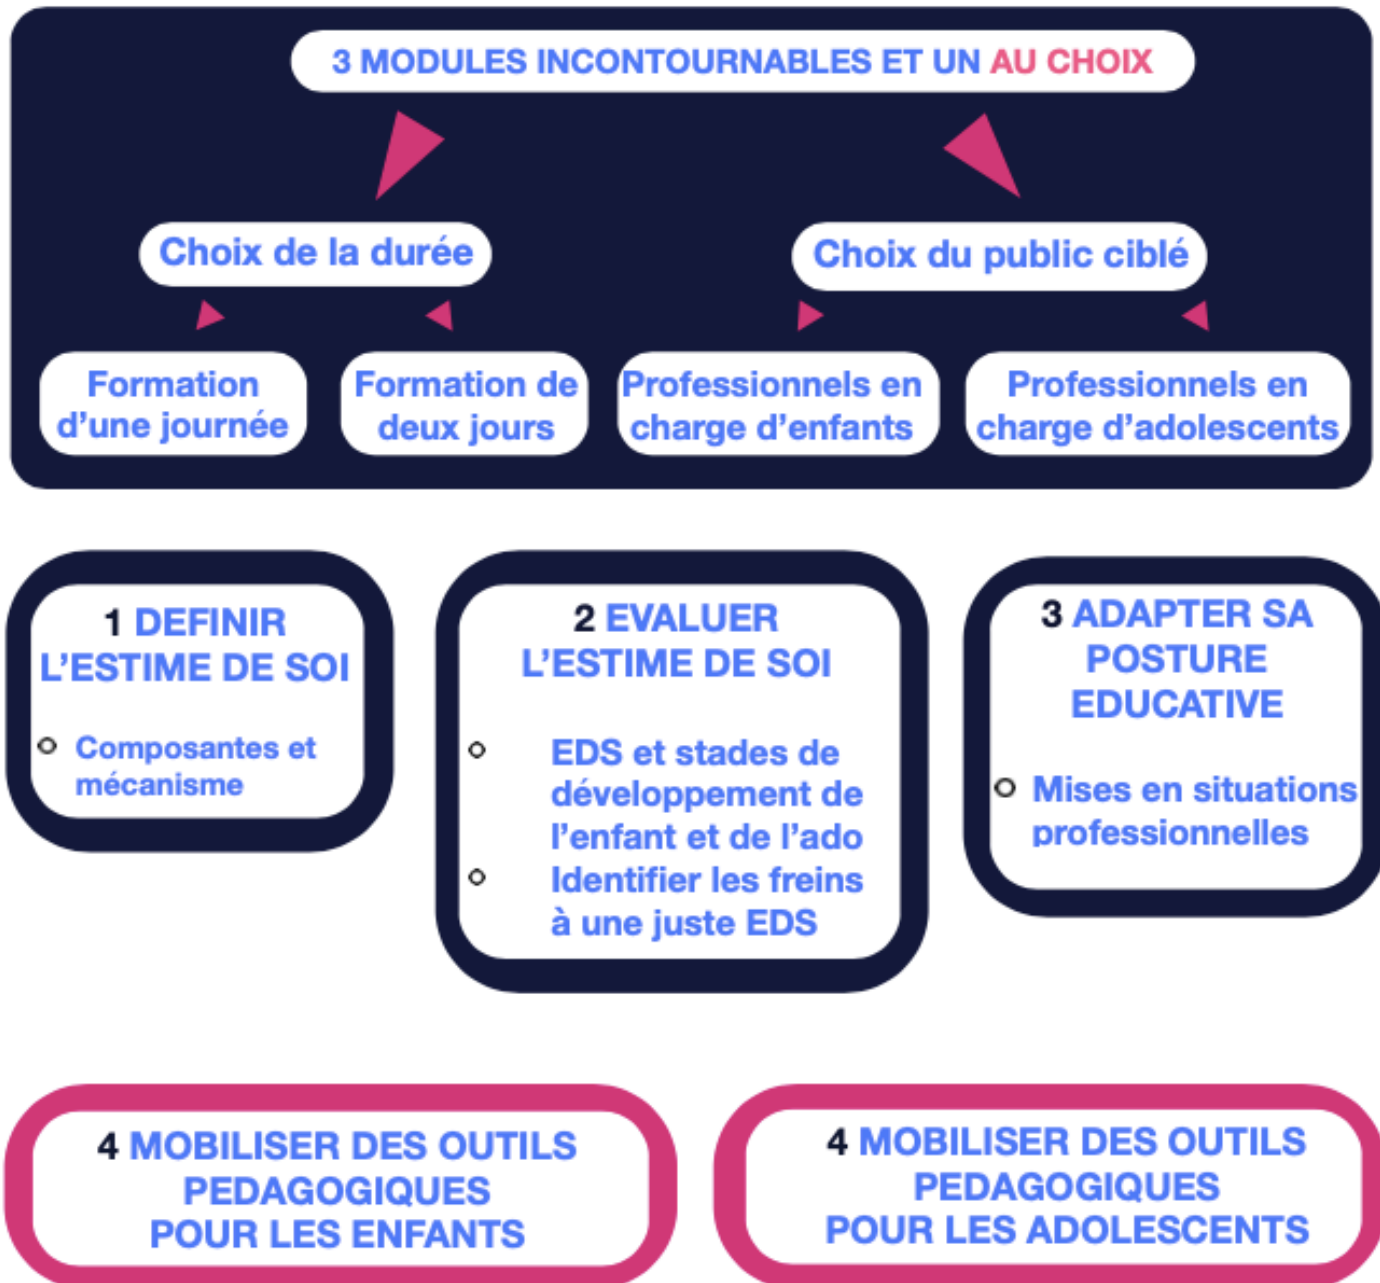 3 MODULES INCONTOURNABLES ET UN AU CHOIX
Choix de la durée
Choix du public ciblé
Formation
d’une journée
Formation de
deux jours
Professionnels en
charge d’enfants
Professionnels en
charge d’adolescents
1 DEFINIR
L’ESTIME DE SOI
Composantes et
mécanisme
2 EVALUER
L’ESTIME DE SOI
EDS et stades de
développement de
l’enfant et de l’ado
Identifier les freins
à une juste EDS
3 ADAPTER SA
POSTURE
EDUCATIVE
Mises en situations
professionnelles
4 MOBILISER DES OUTILS
PEDAGOGIQUES
POUR LES ENFANTS
4 MOBILISER DES OUTILS
PEDAGOGIQUES
POUR LES ADOLESCENTS